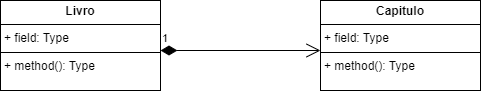 Livro
+ field: Type
+ method(): Type
1
Capitulo
+ field: Type
+ method(): Type